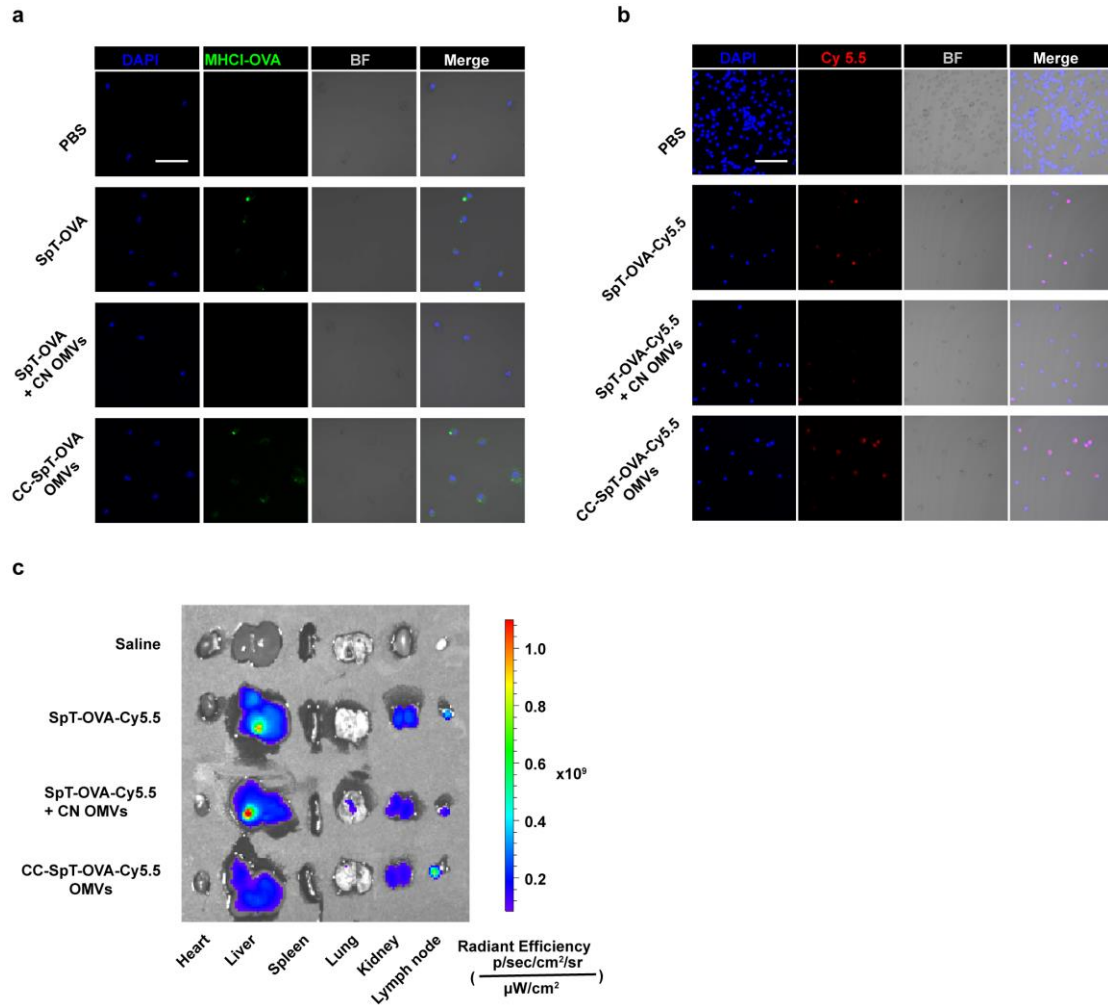 a
DAPI MHCI-OVA BF Merge
PBS
SpT-OVA
SpT-OVA
+ CN OMVs
CC-SpT-OVA
OMVs
b
DAPI Cy 5.5 BF Merge
PBS
SpT-OVA-Cy5.5
SpT-OVA-Cy5.5
+ CN OMVs
CC-SpT-OVA-Cy5.5
OMVs
c
Saline
SpT-OVA-Cy5.5
SpT-OVA-Cy5.5
+ CN OMVs
CC-SpT-OVA-Cy5.5
OMVs
Heart Liver Spleen Lung Kidney Lymph node
1.0
0.8
0.6
x10⁹
0.4
0.2
Radiant Efficiency
( p/sec/cm²/sr
µW/cm² )